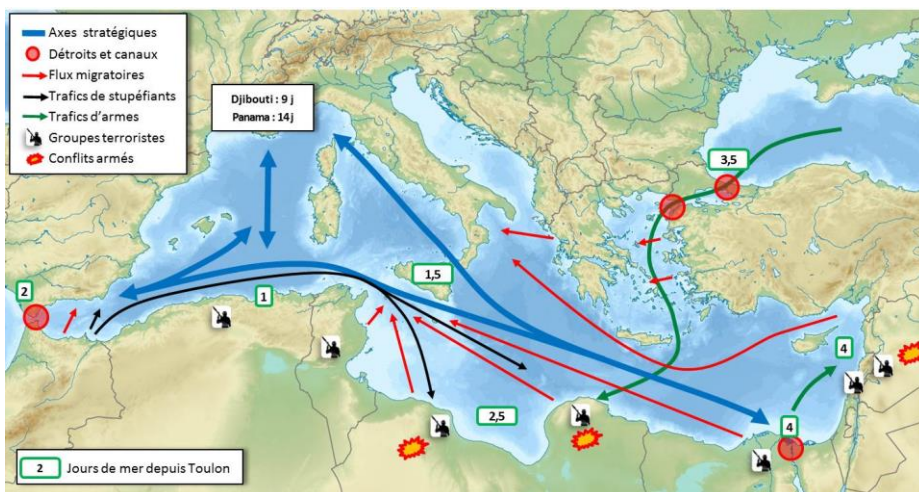 Axes stratégiques
Détroits et canaux
Flux migratoires
Trafics de stupéfiants
Trafics d'armes
Groupes terroristes
Conflits armés
Djibouti : 9 j
Panama : 14 j
3,5
2
1
1,5
4
2,5
4
2 Jours de mer depuis Toulon